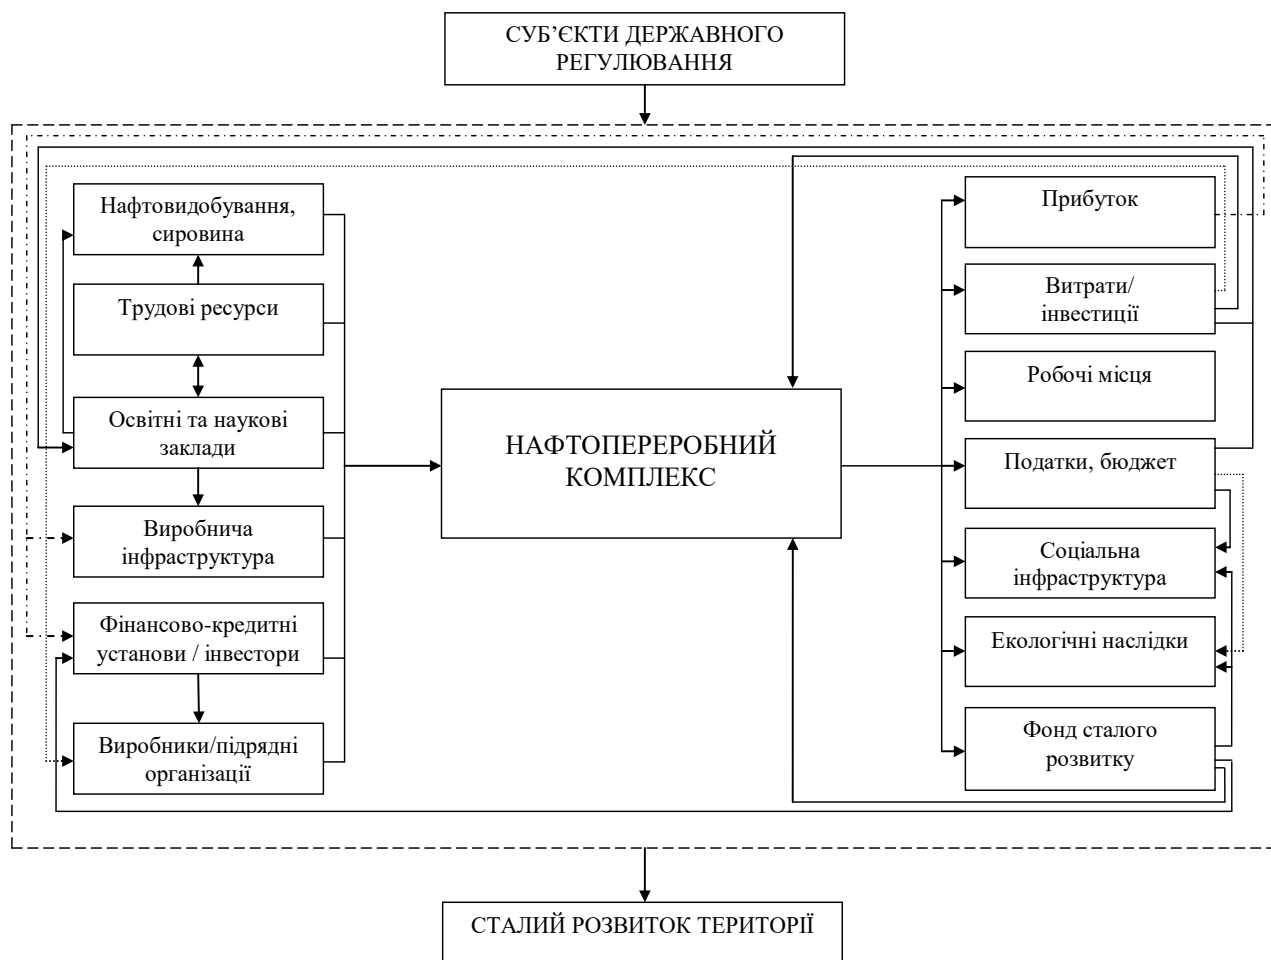 СУБ’ЄКТИ ДЕРЖАВНОГО
РЕГУЛЮВАННЯ
Нафтовидобування,
сировина
Трудові ресурси
Освітні та наукові
заклади
Виробнича
інфраструктура
Фінансово-кредитні
установи / інвестори
Виробники/підрядні
організації
НАФТОПЕРЕРОБНИЙ
КОМПЛЕКС
Прибуток
Витрати/
інвестиції
Робочі місця
Податки, бюджет
Соціальна
інфраструктура
Екологічні наслідки
Фонд сталого
розвитку
СТАЛИЙ РОЗВИТОК ТЕРИТОРІЇ